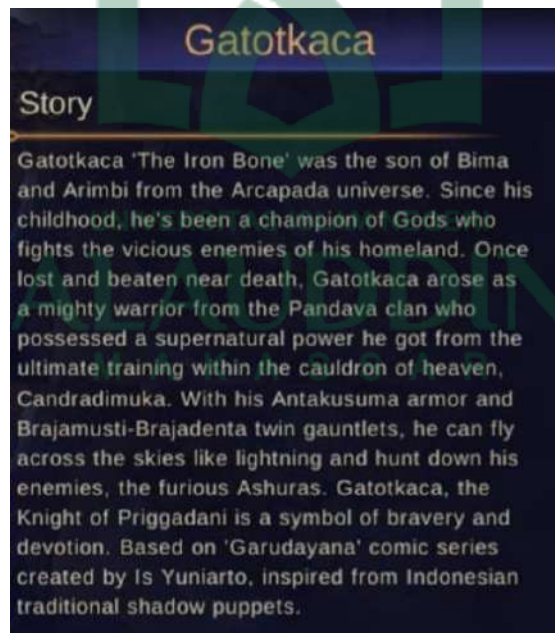 Gatotkaca
Story
Gatotkaca 'The Iron Bone' was the son of Bima
and Arimbi from the Arcapada universe. Since his
childhood, he's been a champion of Gods who
fights the vicious enemies of his homeland. Once
lost and beaten near death, Gatotkaca arose as
a mighty warrior from the Pandava clan who
possessed a supernatural power he got from the
ultimate training within the cauldron of heaven,
Candradimuka. With his Antakusuma armor and
Brajamusti-Brajadenta twin gauntlets, he can fly
across the skies like lightning and hunt down his
enemies, the furious Ashuras. Gatotkaca, the
Knight of Priggadani is a symbol of bravery and
devotion. Based on 'Garudayana' comic series
created by Is Yuniarto, inspired from Indonesian
traditional shadow puppets.
ALAUDDIN
MAKASSAR